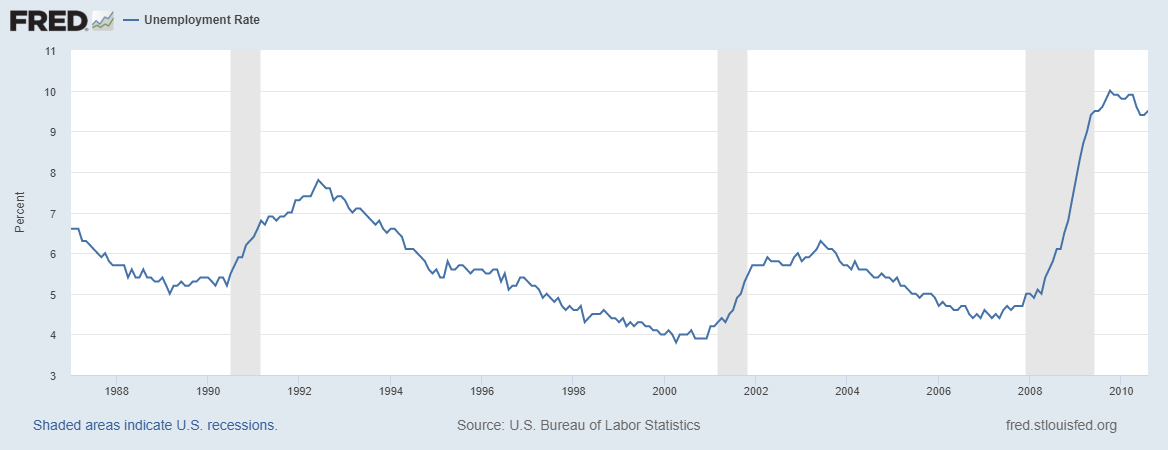 FRED
Unemployment Rate
Percent
11
10
9
8
7
6
5
4
3
1988 1990 1992 1994 1996 1998 2000 2002 2004 2006 2008 2010
Shaded areas indicate U.S. recessions. Source: U.S. Bureau of Labor Statistics fred.stlouisfed.org